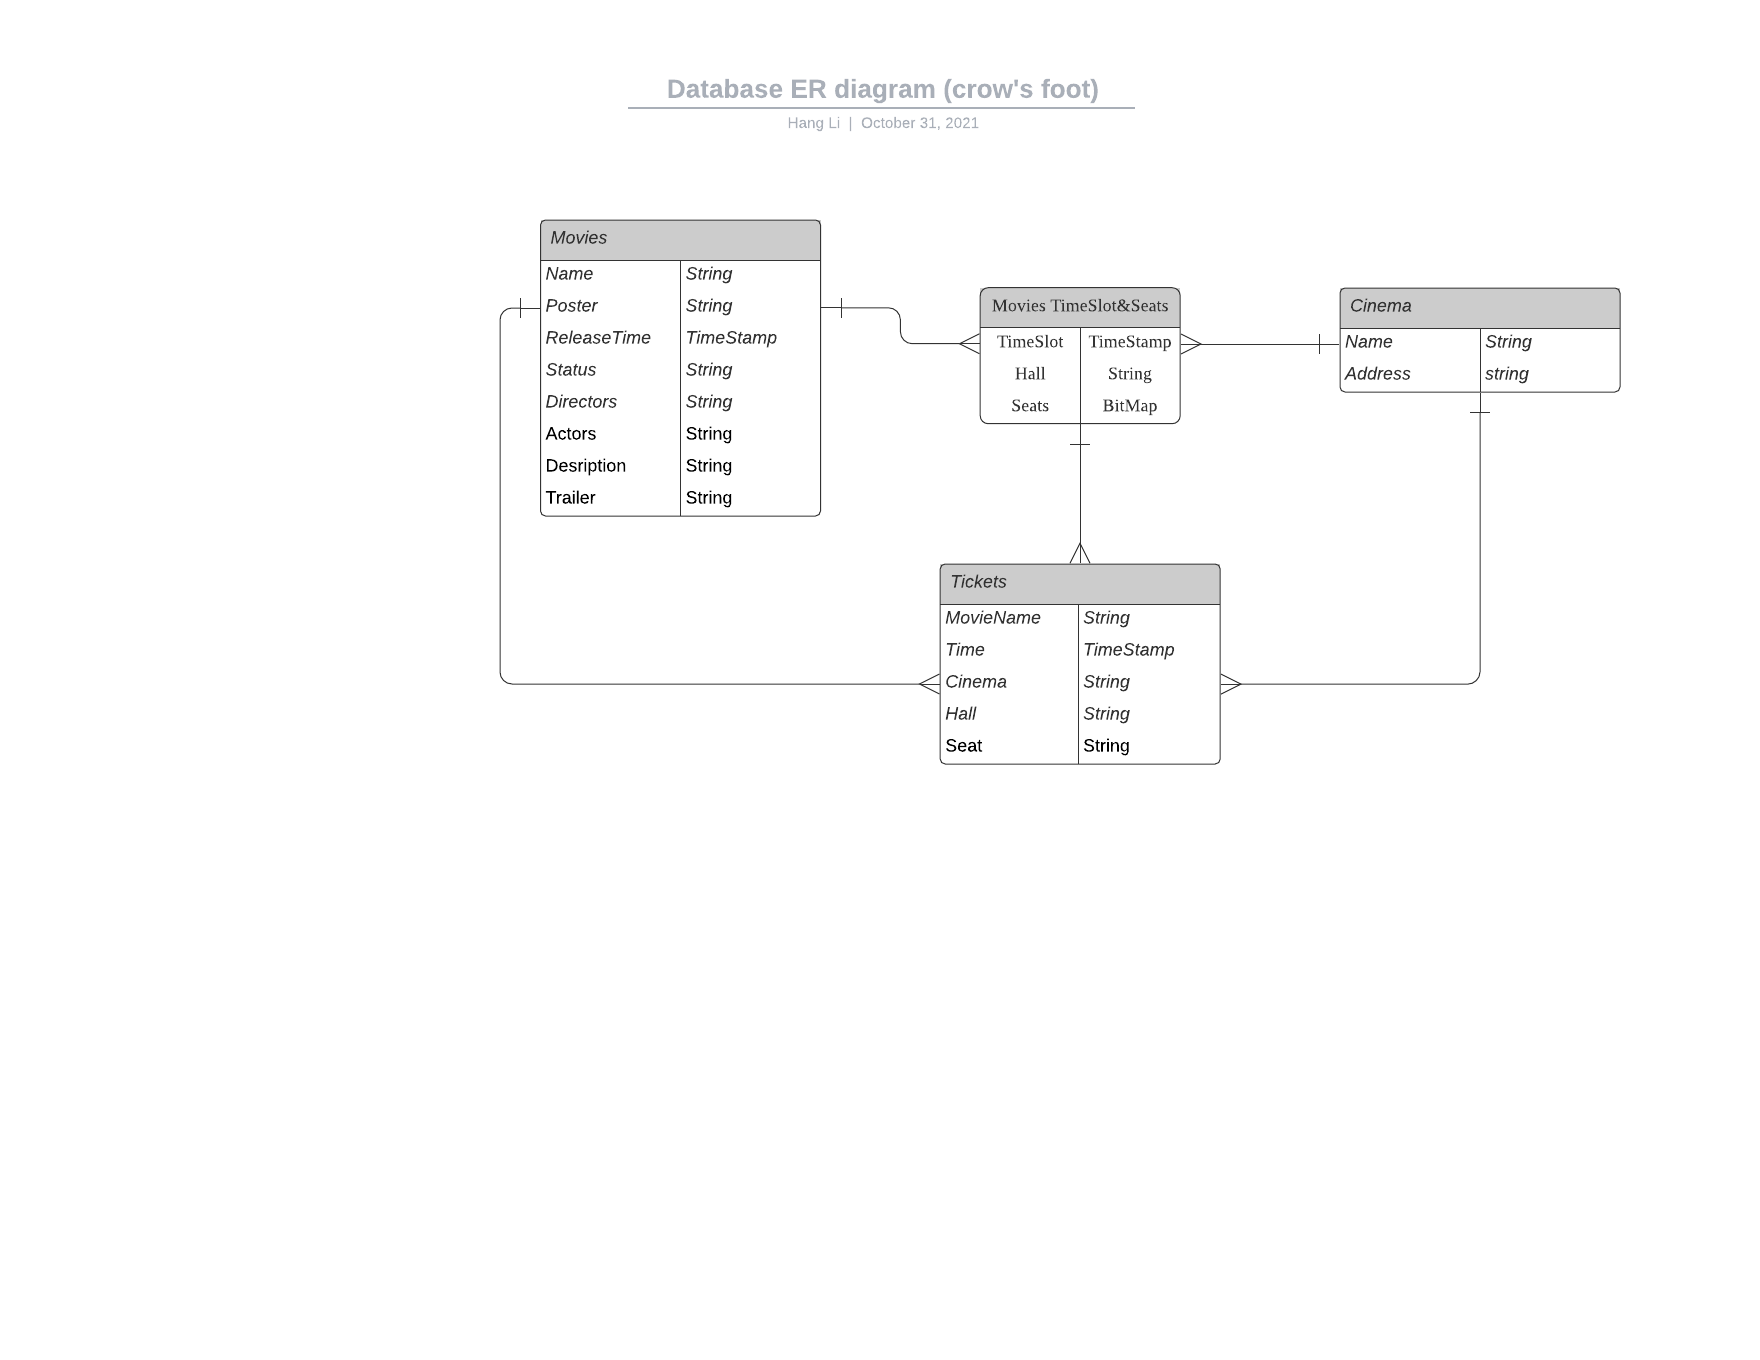 Database ER diagram (crow's foot)
Hang Li | October 31, 2021
Movies
Name String
Poster String
ReleaseTime TimeStamp
Status String
Directors String
Actors String
Desription String
Trailer String
Movies TimeSlot&Seats
TimeSlot TimeStamp
Hall String
Seats BitMap
Cinema
Name String
Address string
Tickets
MovieName String
Time TimeStamp
Cinema String
Hall String
Seat String